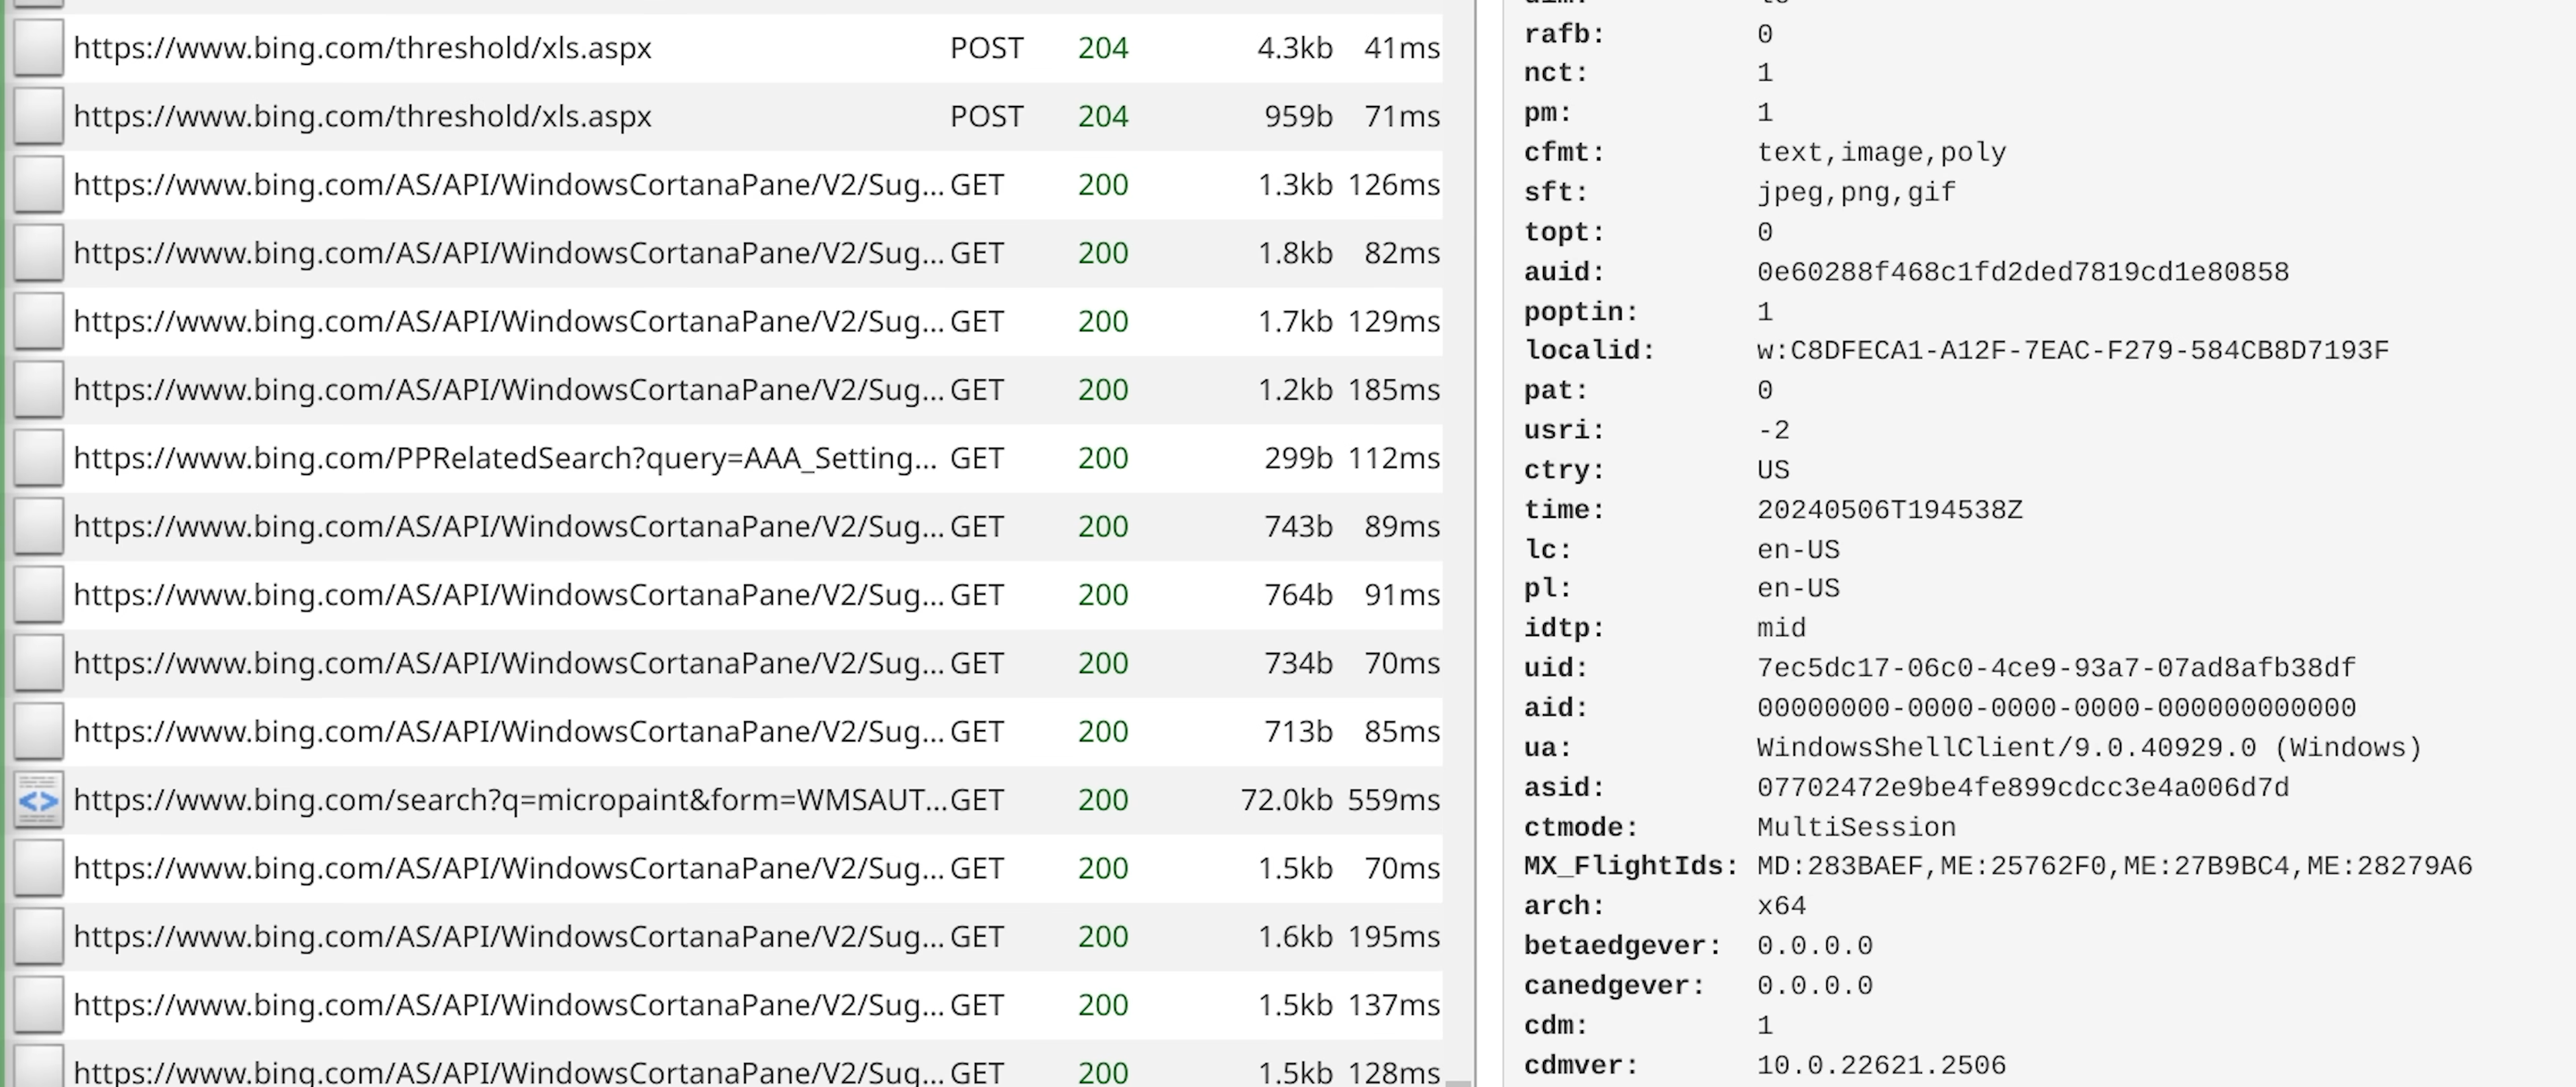 https://www.bing.com/threshold/xls.aspx POST 204 4.3kb 41ms
https://www.bing.com/threshold/xls.aspx POST 204 959b 71ms
https://www.bing.com/AS/API/WindowsCortanaPane/V2/Sug... GET 200 1.3kb 126ms
https://www.bing.com/AS/API/WindowsCortanaPane/V2/Sug... GET 200 1.8kb 82ms
https://www.bing.com/AS/API/WindowsCortanaPane/V2/Sug... GET 200 1.7kb 129ms
https://www.bing.com/AS/API/WindowsCortanaPane/V2/Sug... GET 200 1.2kb 185ms
https://www.bing.com/PPRelatedSearch?query=AAA_Setting... GET 200 299b 112ms
https://www.bing.com/AS/API/WindowsCortanaPane/V2/Sug... GET 200 743b 89ms
https://www.bing.com/AS/API/WindowsCortanaPane/V2/Sug... GET 200 764b 91ms
https://www.bing.com/AS/API/WindowsCortanaPane/V2/Sug... GET 200 734b 70ms
https://www.bing.com/AS/API/WindowsCortanaPane/V2/Sug... GET 200 713b 85ms
https://www.bing.com/search?q=micropaint&form=WMSAUT... GET 200 72.0kb 559ms
https://www.bing.com/AS/API/WindowsCortanaPane/V2/Sug... GET 200 1.5kb 70ms
https://www.bing.com/AS/API/WindowsCortanaPane/V2/Sug... GET 200 1.6kb 195ms
https://www.bing.com/AS/API/WindowsCortanaPane/V2/Sug... GET 200 1.5kb 137ms
https://www.bing.com/AS/API/WindowsCortanaPane/V2/Sug... GET 200 1.5kb 128ms
rafb: 0
nct: 1
pm: 1
cfmt: text,image,poly
sft: jpeg,png,gif
topt: 0
auid: 0e60288f468c1fd2ded7819cd1e80858
poptin: 1
localid: w:C8DFECA1-A12F-7EAC-F279-584CB8D7193F
pat: 0
usri: -2
ctry: US
time: 20240506T194538Z
lc: en-US
pl: en-US
idtp: mid
uid: 7ec5dc17-06c0-4ce9-93a7-07ad8afb38df
aid: 00000000-0000-0000-0000-000000000000
ua: WindowsShellClient/9.0.40929.0 (Windows)
asid: 07702472e9be4fe899cdcc3e4a006d7d
ctmode: MultiSession
MX_FlightIds: MD:283BAEF,ME:25762F0,ME:27B9BC4,ME:28279A6
arch: x64
betaedgever: 0.0.0.0
canedgever: 0.0.0.0
cdm: 1
cdmver: 10.0.22621.2506